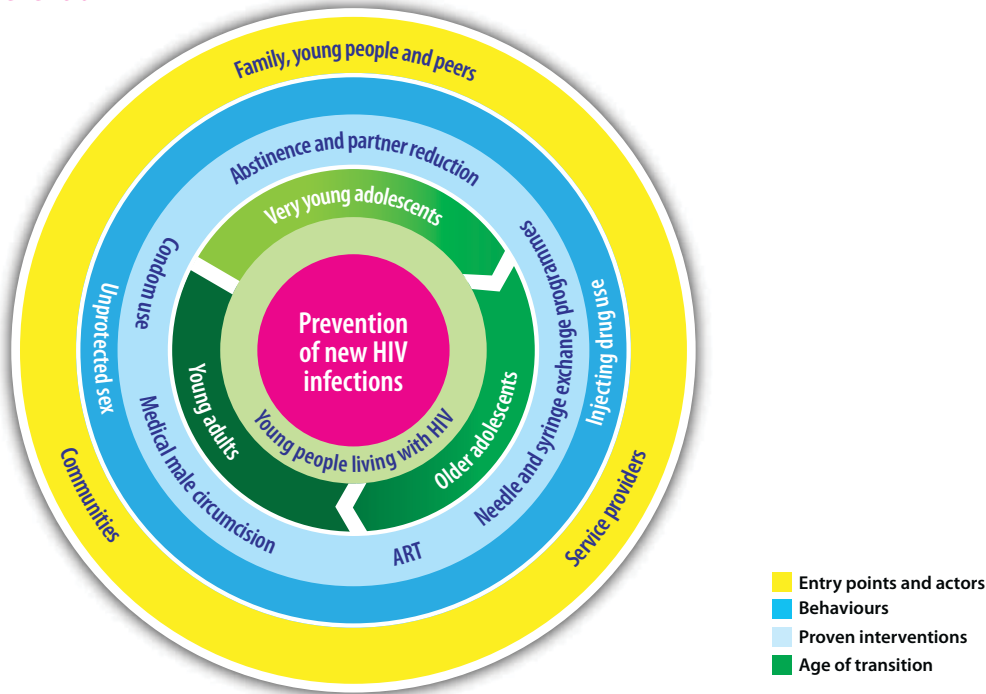 Family, young people and peers
Abstinence and partner reduction
Very young adolescents
Condom use
Unprotected sex
Needle and syringe exchange programmes
Injecting drug use
Prevention
of new HIV
infections
Young people living with HIV
Young adults
Older adolescents
Medical male circumcision
ART
Communities
Service providers
Entry points and actors
Behaviours
Proven interventions
Age of transition